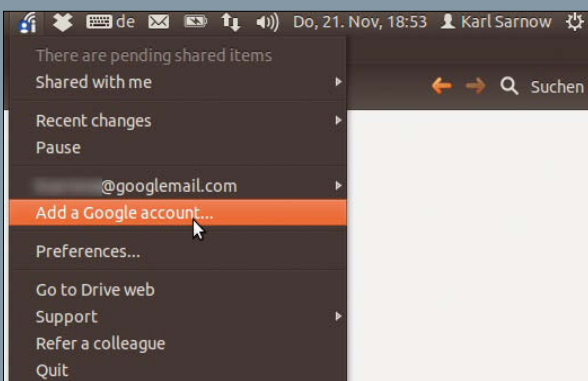 de Do, 21. Nov, 18:53 Karl Sarnow
There are pending shared items
Shared with me
Suchen
Recent changes
Pause
@googlemail.com
Add a Google account...
Preferences...
Go to Drive web
Support
Refer a colleague
Quit